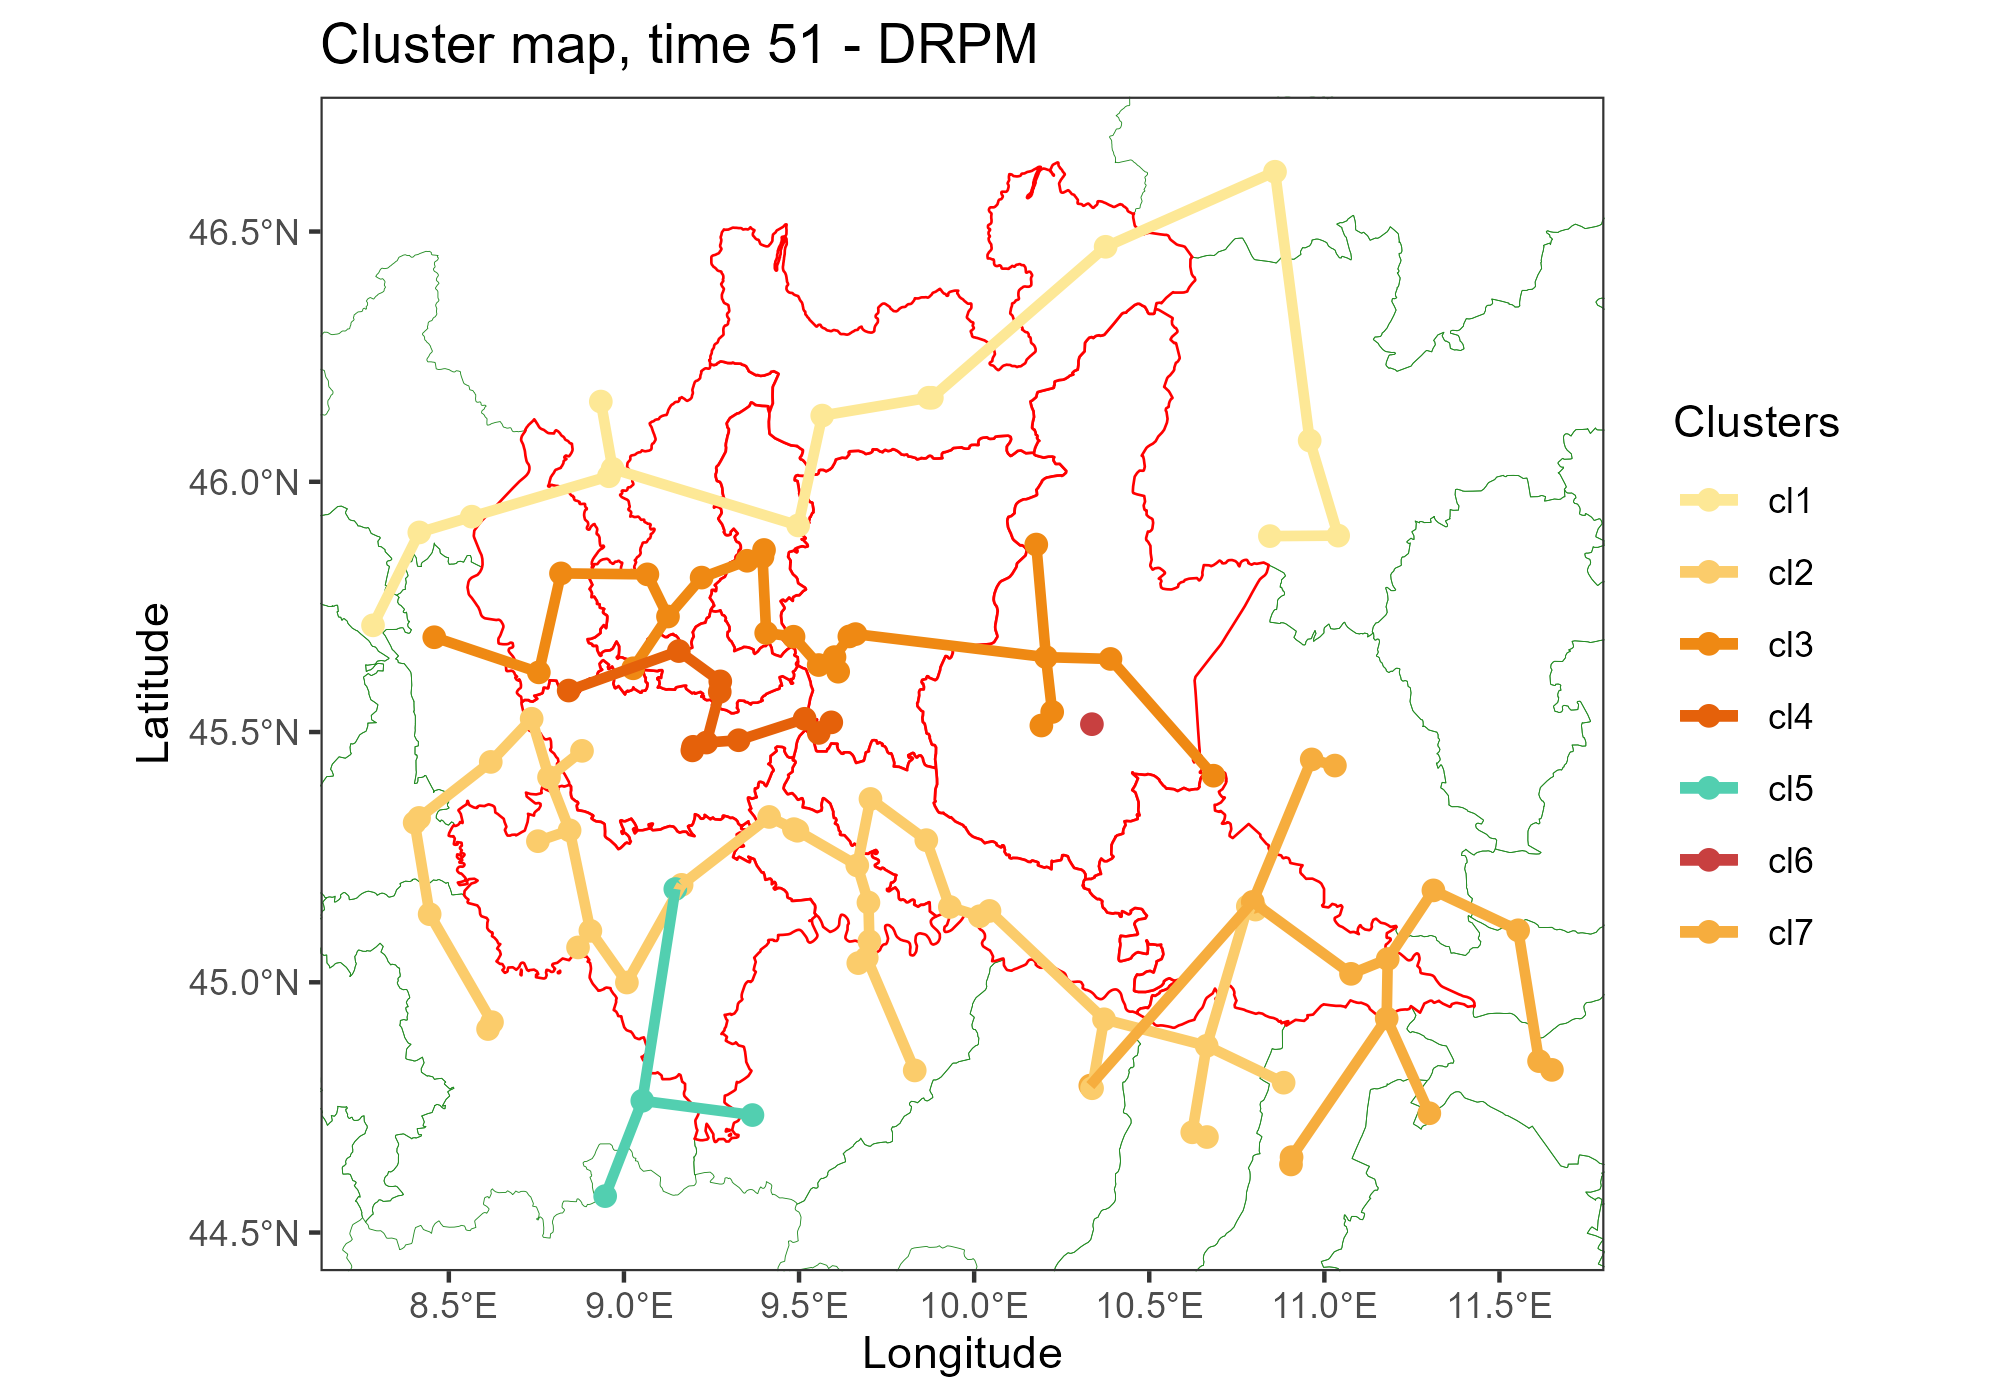 Cluster map, time 51 - DRPM
46.5°N
46.0°N
45.5°N
45.0°N
44.5°N
Latitude
8.5°E
9.0°E
9.5°E
10.0°E
10.5°E
11.0°E
11.5°E
Longitude
Clusters
cl1
cl2
cl3
cl4
cl5
cl6
cl7